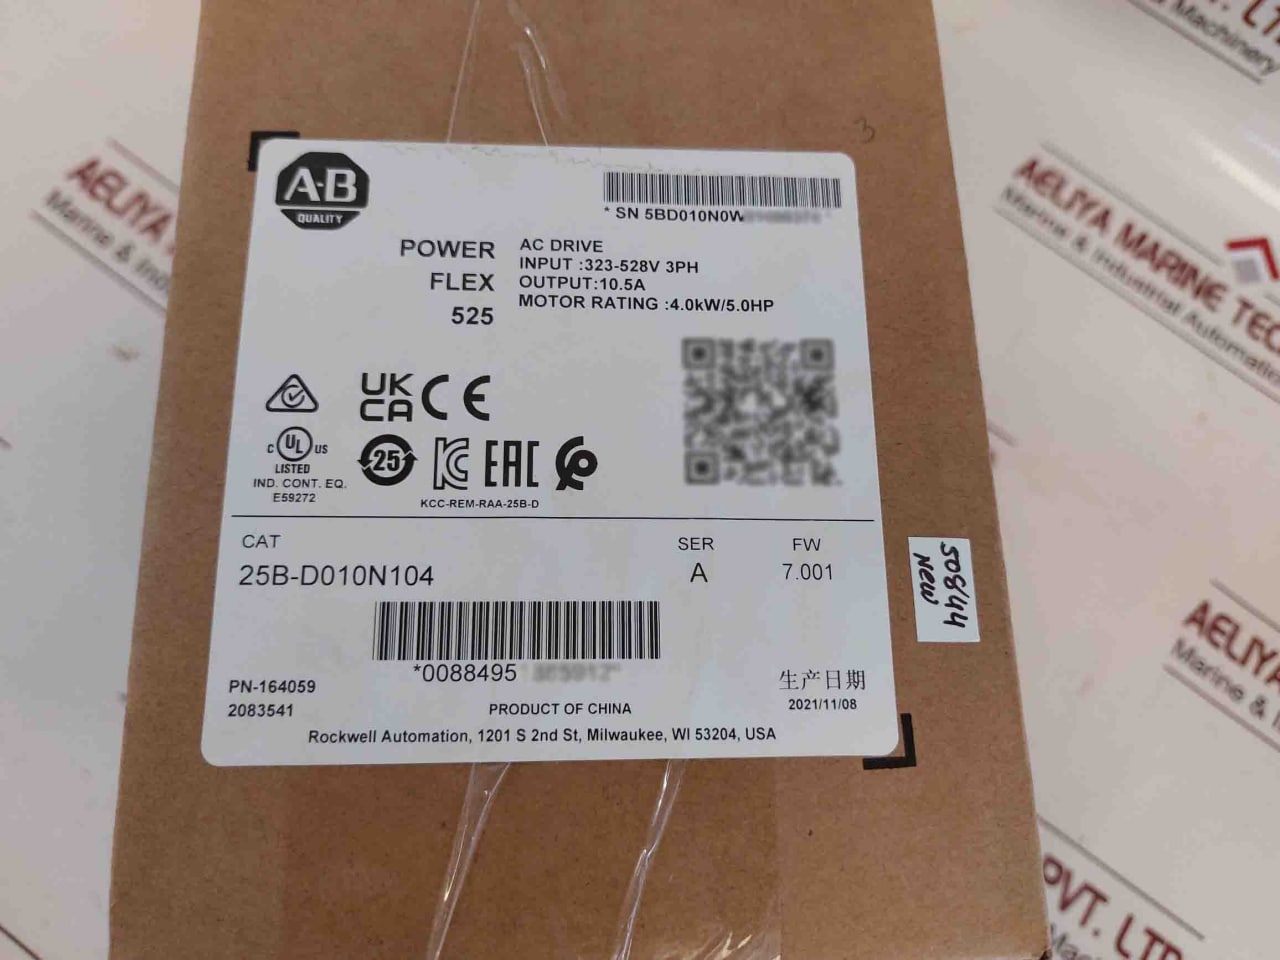 A-B
QUALITY
* SN 5BD010N0W
POWER
FLEX
525
AC DRIVE
INPUT :323-528V 3PH
OUTPUT:10.5A
MOTOR RATING :4.0kW/5.0HP
UK
CA CE
C UL US
LISTED
IND. CONT. EQ.
E59272
25
EAC
KCC-REM-RAA-25B-D
CAT
SER
FW
25B-D010N104
A
7.001
*0088495
PN-164059
2083541
PRODUCT OF CHINA
生产日期
2021/11/08
Rockwell Automation, 1201 S 2nd St, Milwaukee, WI 53204, USA
50844
NEW
3
AELIYA
Marine &
AELIYA MARINE
Marine & Industrial
Machinery
AELIYA
Marine &
PVT. LTD